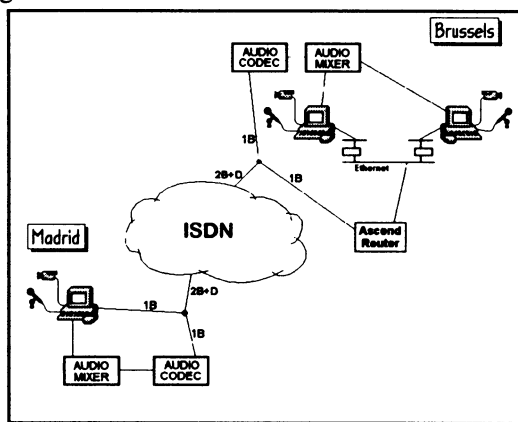 Brussels
AUDIO
CODEC
AUDIO
MIXER
1B
2B+D
1B
Ethernet
ISDN
Ascend
Router
Madrid
2B+D
1B
1B
AUDIO
MIXER
AUDIO
CODEC